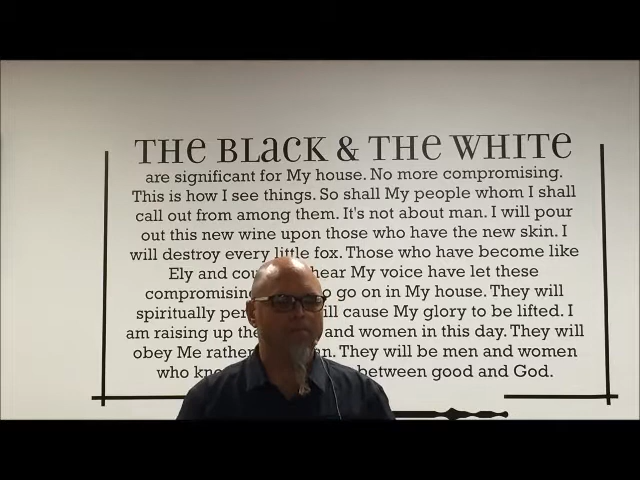 THE BLACK & THE WHITE
are significant for My house. No more compromising.
This is how I see things. So shall My people whom I shall
call out from among them. It's not about man. I will pour
out this new wine upon those who have the new skin. I
will destroy every little fox. Those who have become like
Ely and hear My voice have let these
compromising go on in My house. They will
spiritually cause My glory to be lifted. I
am raising up and women in this day. They will
obey Me rather They will be men and women
who between good and God.